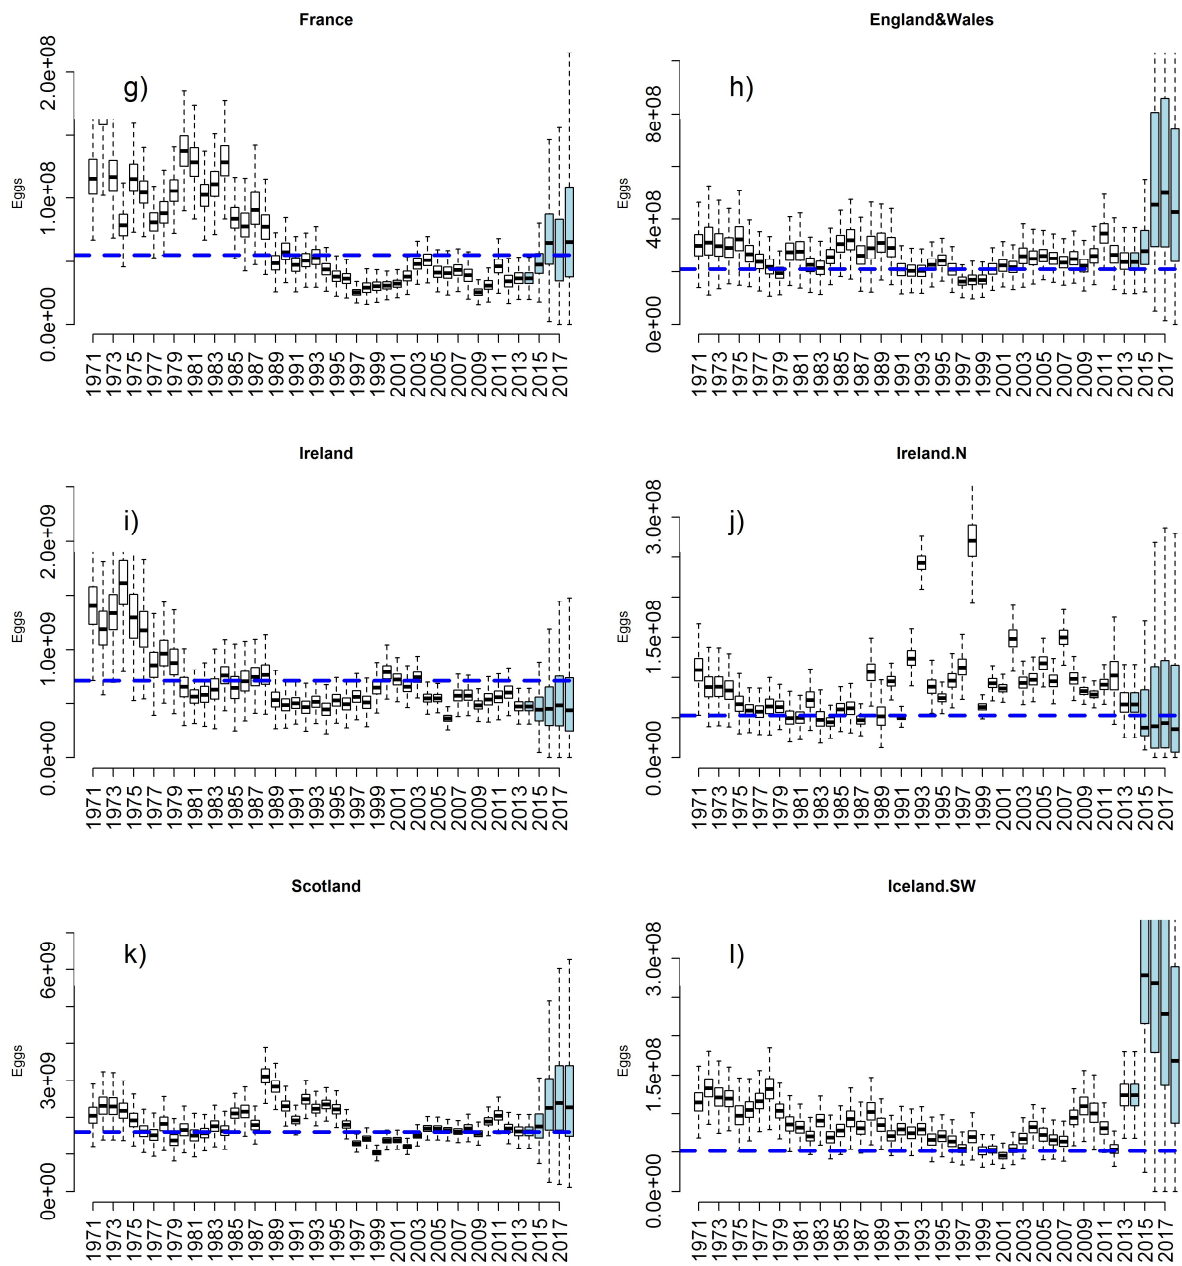 France
g)
Eggs
0.0e+00 1.0e+08 2.0e+08
1971 1973 1975 1977 1979 1981 1983 1985 1987 1989 1991 1993 1995 1997 1999 2001 2003 2005 2007 2009 2011 2013 2015 2017
England&Wales
h)
Eggs
0e+00 4e+08 8e+08
1971 1973 1975 1977 1979 1981 1983 1985 1987 1989 1991 1993 1995 1997 1999 2001 2003 2005 2007 2009 2011 2013 2015 2017
Ireland
i)
Eggs
0.0e+00 1.0e+09 2.0e+09
1971 1973 1975 1977 1979 1981 1983 1985 1987 1989 1991 1993 1995 1997 1999 2001 2003 2005 2007 2009 2011 2013 2015 2017
Ireland.N
j)
Eggs
0.0e+00 1.5e+08 3.0e+08
1971 1973 1975 1977 1979 1981 1983 1985 1987 1989 1991 1993 1995 1997 1999 2001 2003 2005 2007 2009 2011 2013 2015 2017
Scotland
k)
Eggs
0e+00 3e+09 6e+09
1971 1973 1975 1977 1979 1981 1983 1985 1987 1989 1991 1993 1995 1997 1999 2001 2003 2005 2007 2009 2011 2013 2015 2017
Iceland.SW
l)
Eggs
0.0e+00 1.5e+08 3.0e+08
1971 1973 1975 1977 1979 1981 1983 1985 1987 1989 1991 1993 1995 1997 1999 2001 2003 2005 2007 2009 2011 2013 2015 2017